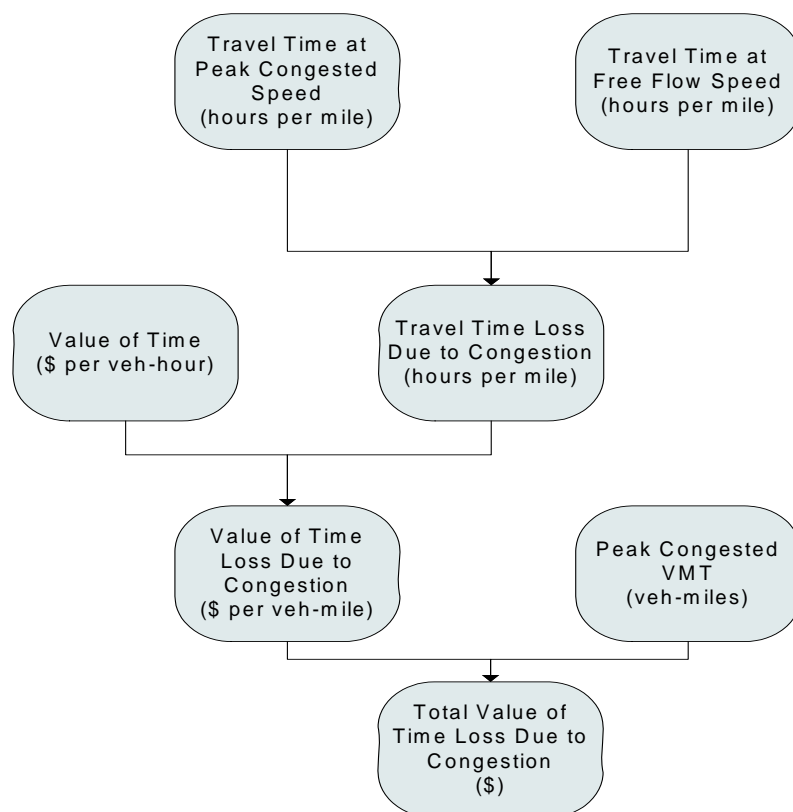 Travel Time at
Peak Congested
Speed
(hours per mile)
Travel Time at
Free Flow Speed
(hours per mile)
Value of Time
($ per veh-hour)
Travel Time Loss
Due to Congestion
(hours per mile)
Value of Time
Loss Due to
Congestion
($ per veh-mile)
Peak Congested
VMT
(veh-miles)
Total Value of
Time Loss Due to
Congestion
($)